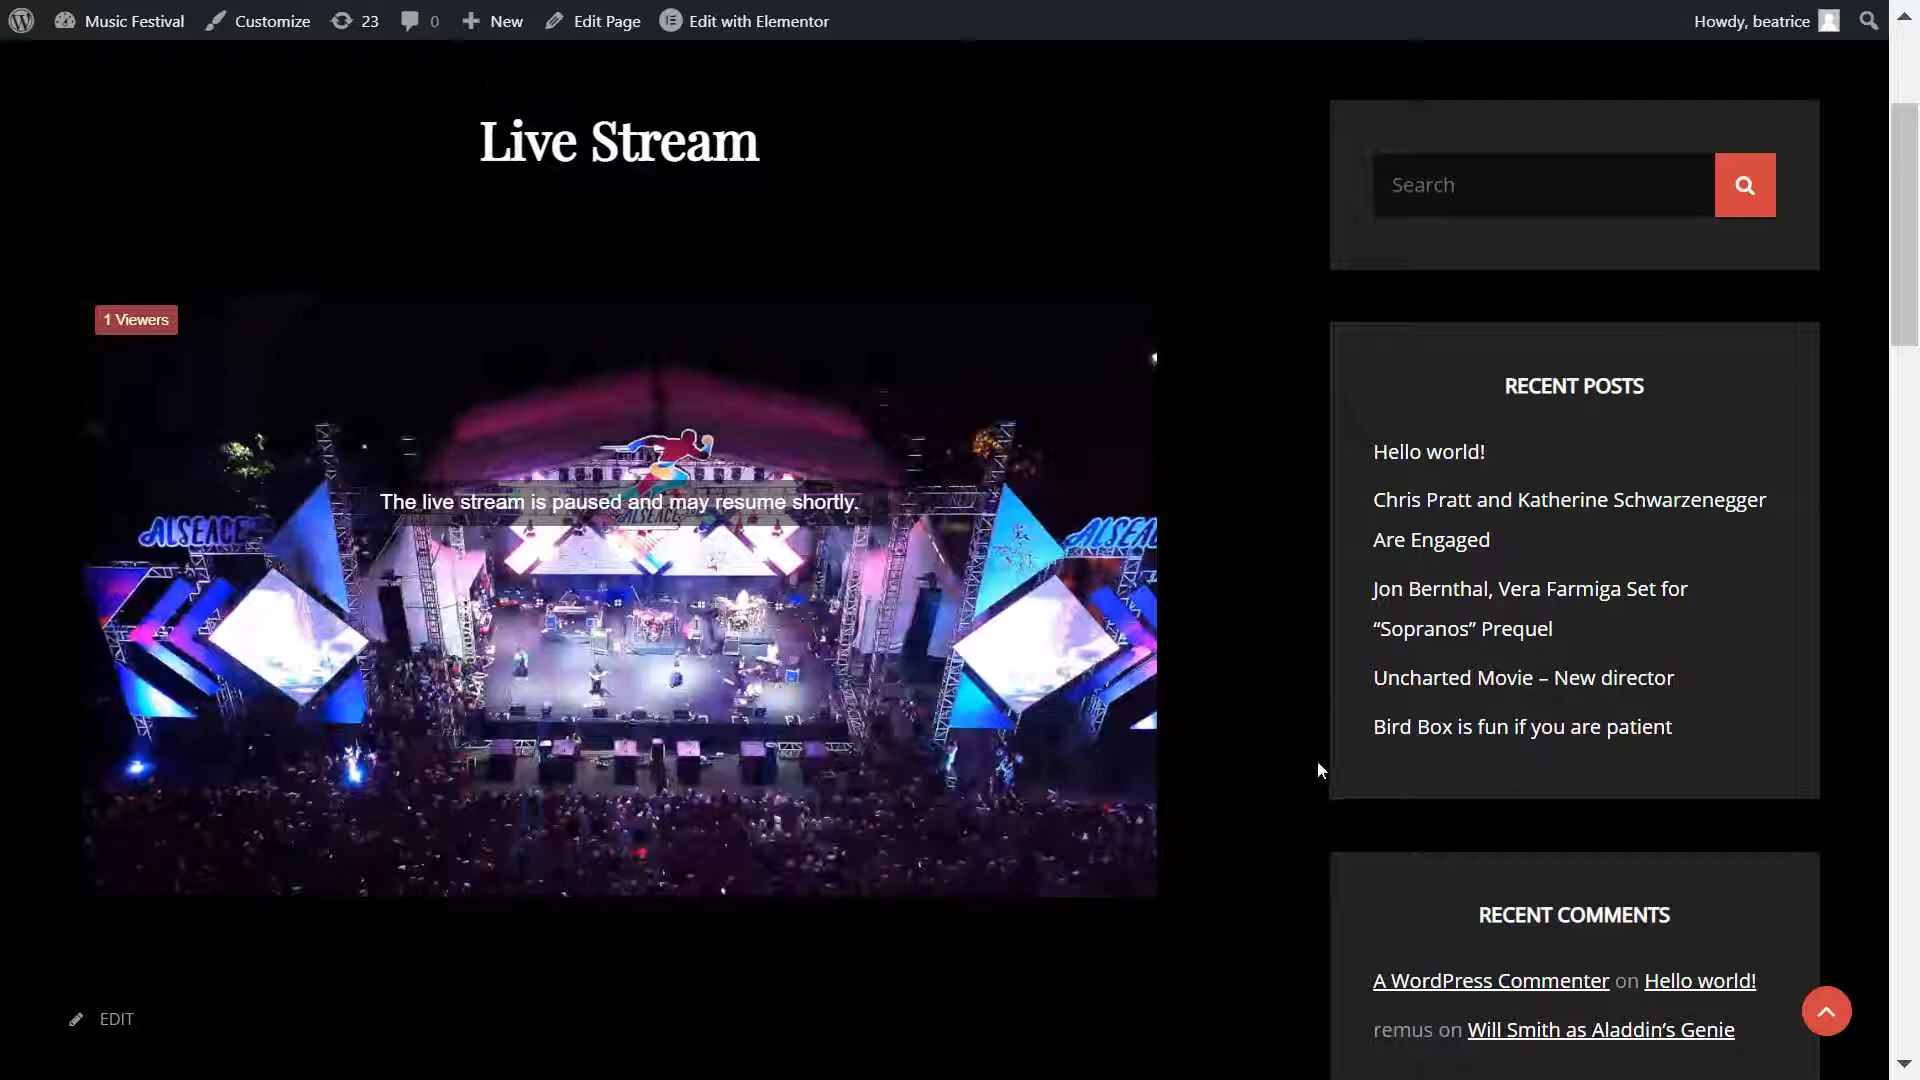 Music Festival
Customize
23
0
New
Edit Page
Edit with Elementor
Howdy, beatrice
Live Stream
1 Viewers
The live stream is paused and may resume shortly.
ALSEACE
ALSEACE
EDIT
Search
RECENT POSTS
Hello world!
Chris Pratt and Katherine Schwarzenegger
Are Engaged
Jon Bernthal, Vera Farmiga Set for
“Sopranos” Prequel
Uncharted Movie – New director
Bird Box is fun if you are patient
RECENT COMMENTS
A WordPress Commenter on Hello world!
remus on Will Smith as Aladdin’s Genie